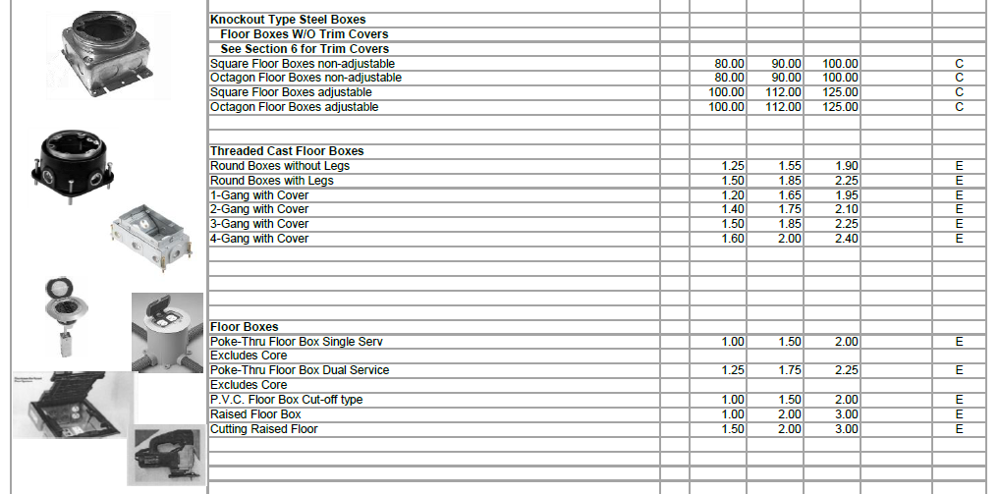 Knockout Type Steel Boxes
Floor Boxes W/O Trim Covers
See Section 6 for Trim Covers
Square Floor Boxes non-adjustable 80.00 90.00 100.00 C
Octagon Floor Boxes non-adjustable 80.00 90.00 100.00 C
Square Floor Boxes adjustable 100.00 112.00 125.00 C
Octagon Floor Boxes adjustable 100.00 112.00 125.00 C
Threaded Cast Floor Boxes
Round Boxes without Legs 1.25 1.55 1.90 E
Round Boxes with Legs 1.50 1.85 2.25 E
1-Gang with Cover 1.20 1.65 1.95 E
2-Gang with Cover 1.40 1.75 2.10 E
3-Gang with Cover 1.50 1.85 2.25 E
4-Gang with Cover 1.60 2.00 2.40 E
Floor Boxes
Poke-Thru Floor Box Single Serv 1.00 1.50 2.00 E
Excludes Core
Poke-Thru Floor Box Dual Service 1.25 1.75 2.25 E
Excludes Core
P.V.C. Floor Box Cut-off type 1.00 1.50 2.00 E
Raised Floor Box 1.00 2.00 3.00 E
Cutting Raised Floor 1.50 2.00 3.00 E